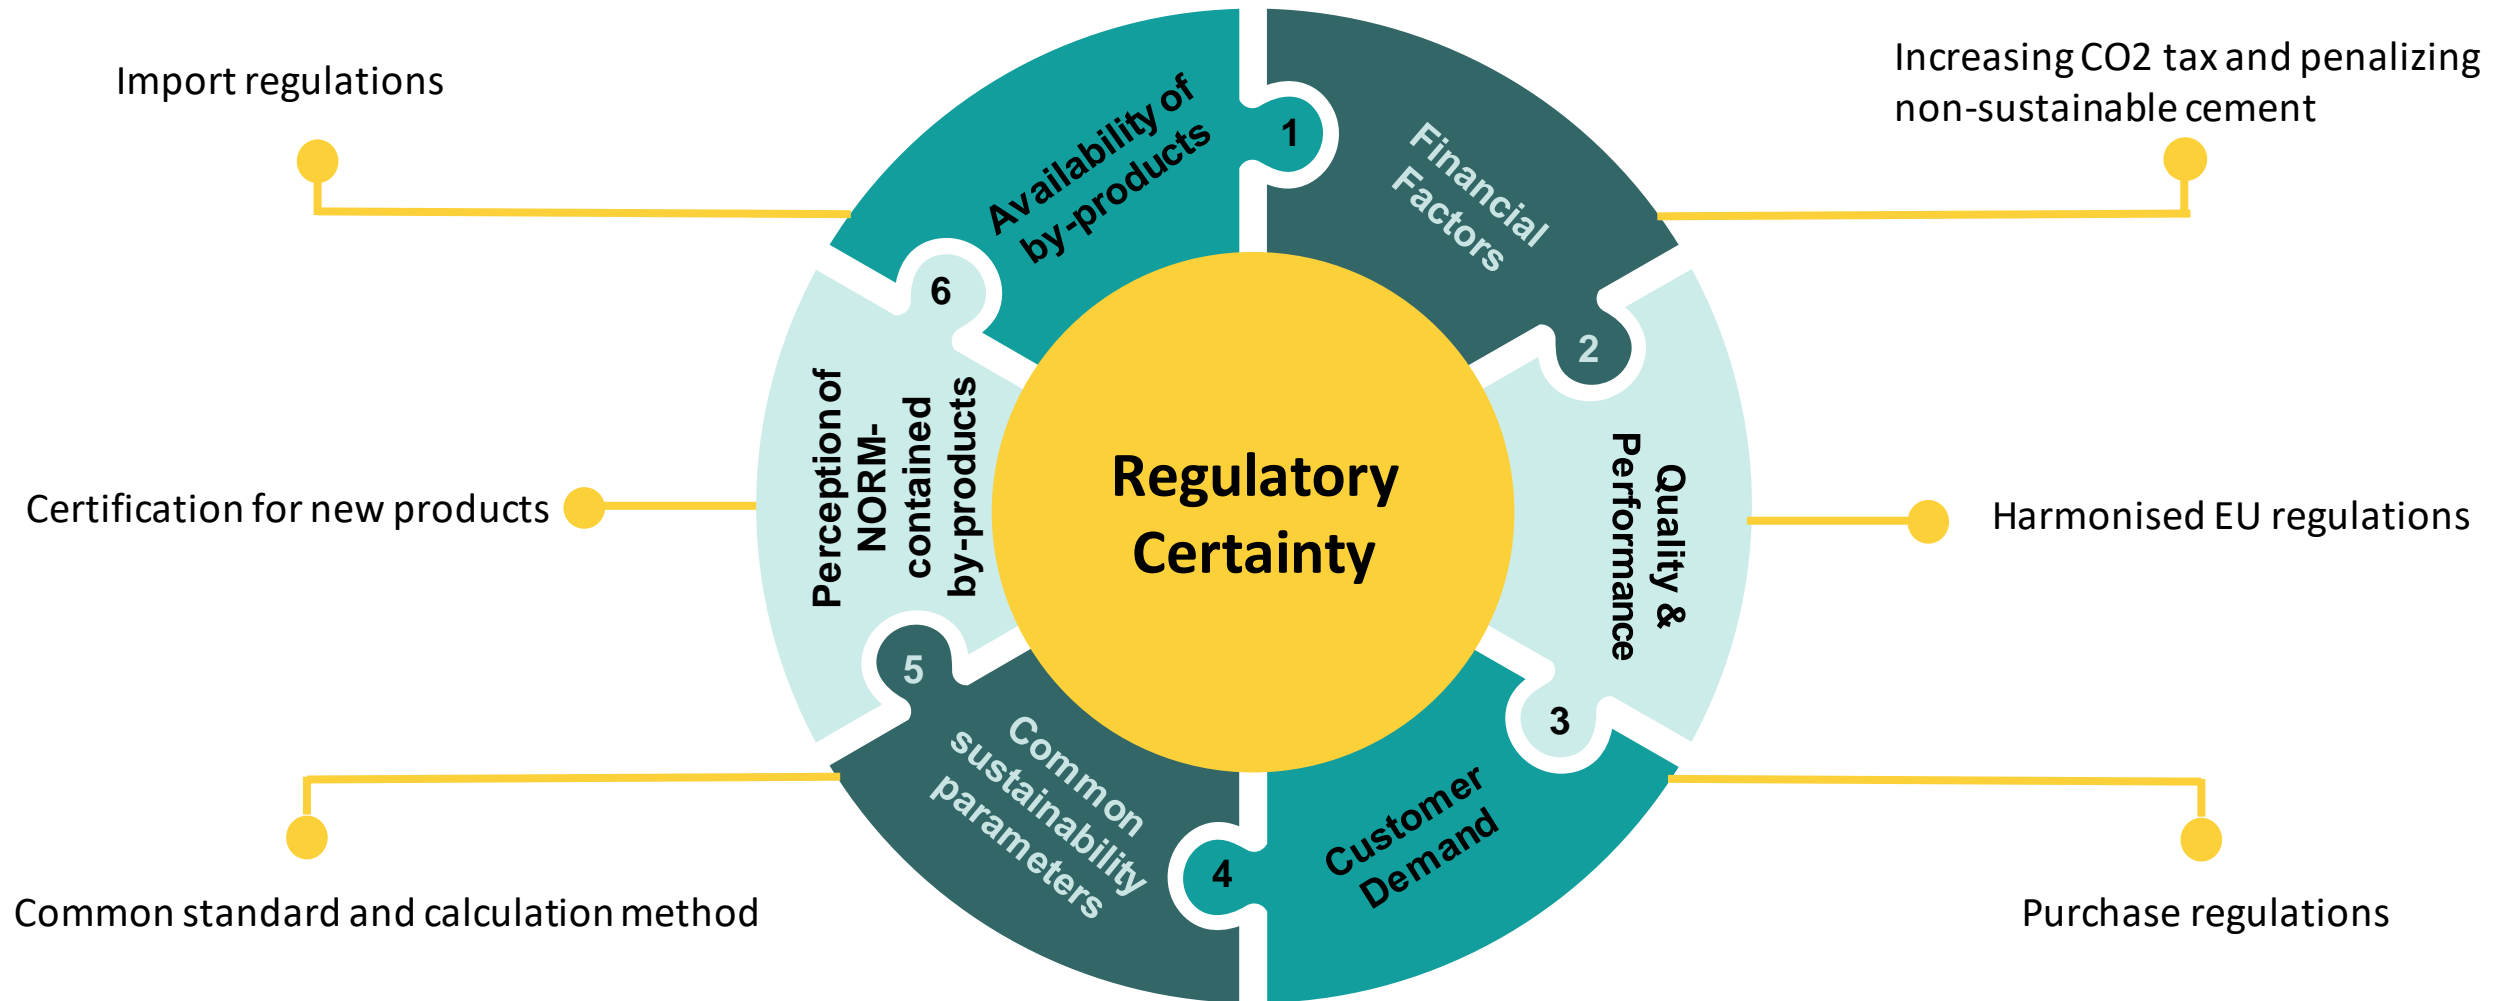 Import regulations
Increasing CO2 tax and penalizing
non-sustainable cement
Availability of
by-products
1
Financial
Factors
2
Quality &
Performance
3
Customer
Demand
4
Common
sustainability
parameters
5
Perception of
NORM-
contained
by-products
6
Regulatory
Certainty
Certification for new products
Harmonised EU regulations
Common standard and calculation method
Purchase regulations